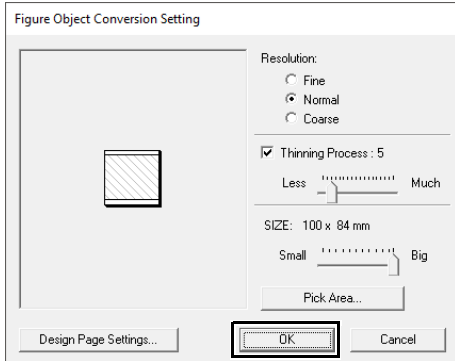 Figure Object Conversion Setting
Resolution:
Fine
Normal
Coarse
Thinning Process : 5
Less Much
SIZE: 100 x 84 mm
Small Big
Pick Area...
Design Page Settings... OK Cancel